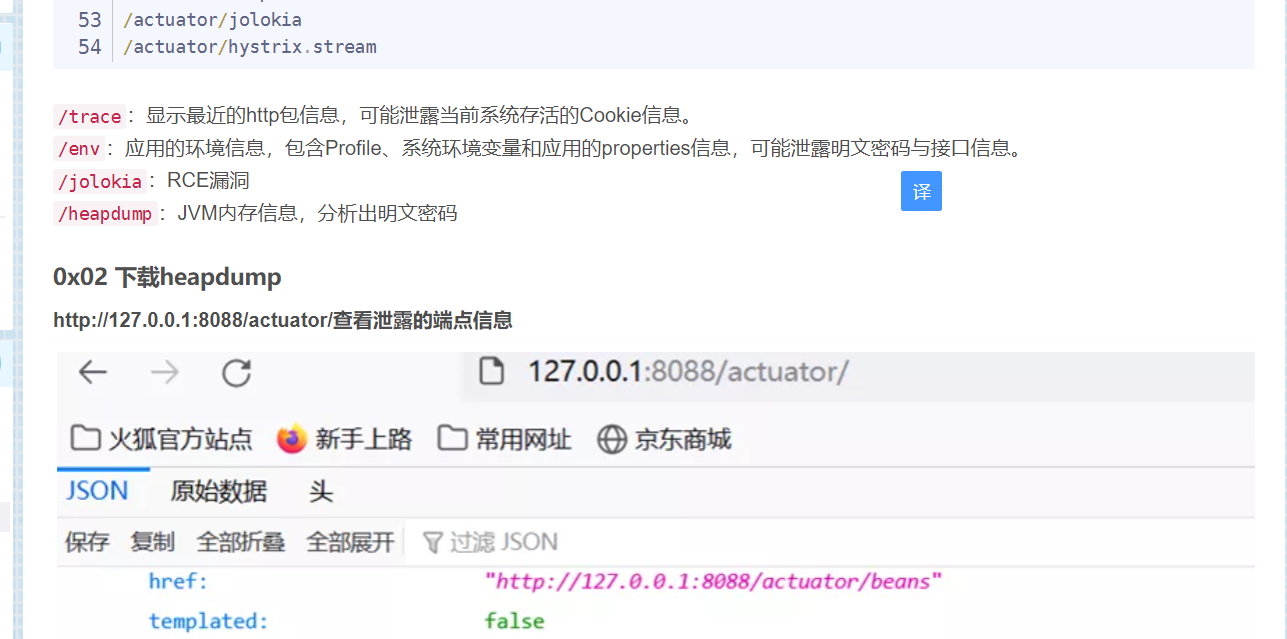 53 /actuator/jolokia
54 /actuator/hystrix.stream
/trace：显示最近的http包信息，可能泄露当前系统存活的Cookie信息。
/env：应用的环境信息，包含Profile、系统环境变量和应用的properties信息，可能泄露明文密码与接口信息。
/jolokia：RCE漏洞
译
/heapdump：JVM内存信息，分析出明文密码
0x02 下载heapdump
http://127.0.0.1:8088/actuator/查看泄露的端点信息
127.0.0.1:8088/actuator/
火狐官方站点 新手上路 常用网址 京东商城
JSON 原始数据 头
保存 复制 全部折叠 全部展开 过滤 JSON
href: "http://127.0.0.1:8088/actuator/beans"
templated: false